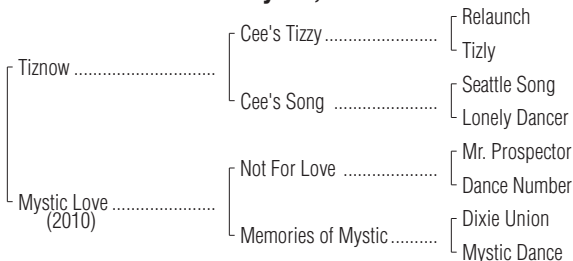 Relaunch
Cee's Tizzy
Tizly
Tiznow
Seattle Song
Cee's Song
Lonely Dancer
Mr. Prospector
Not For Love
Dance Number
Mystic Love
(2010)
Dixie Union
Memories of Mystic
Mystic Dance